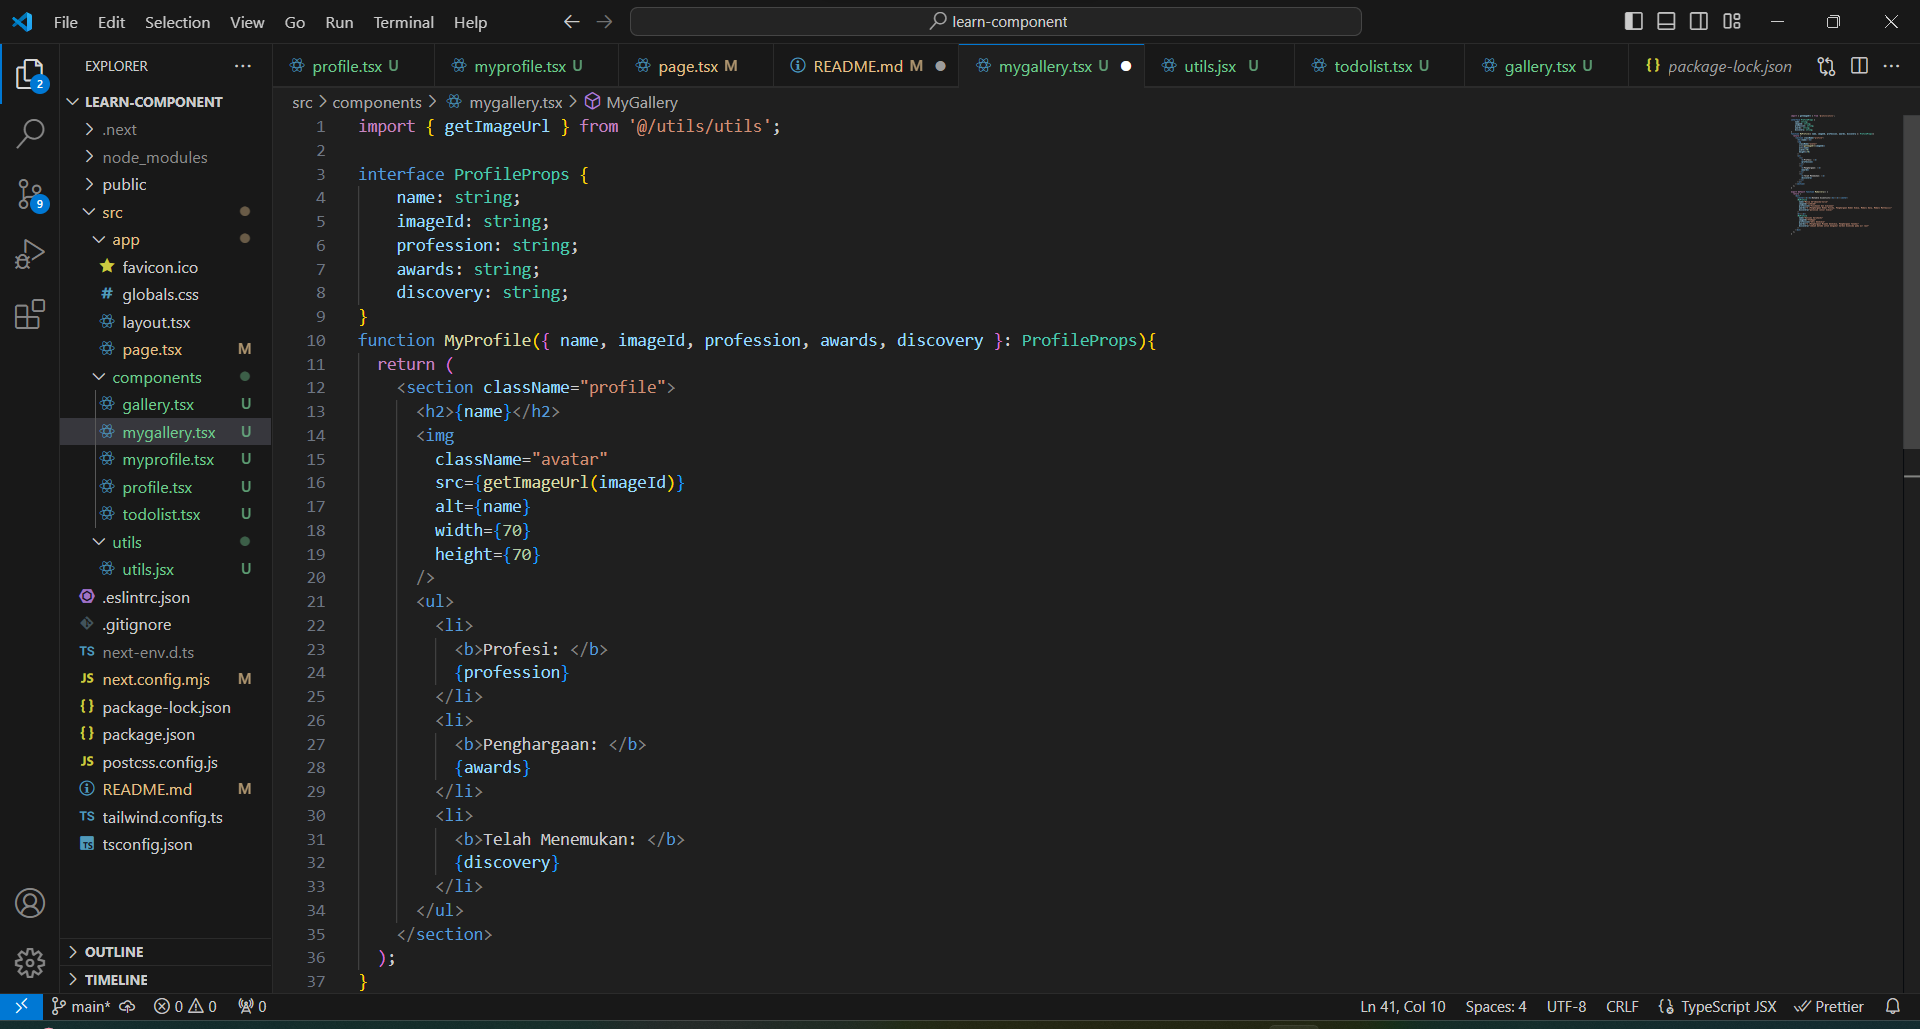 File Edit Selection View Go Run Terminal Help
learn-component
EXPLORER
LEARN-COMPONENT
.next
node_modules
public
src
app
favicon.ico
# globals.css
layout.tsx
page.tsx M
components
gallery.tsx U
mygallery.tsx U
myprofile.tsx U
profile.tsx U
todolist.tsx U
utils
utils.jsx U
.eslintrc.json
.gitignore
TS next-env.d.ts
JS next.config.mjs M
{} package-lock.json
{} package.json
JS postcss.config.js
README.md M
TS tailwind.config.ts
TS tsconfig.json
OUTLINE
TIMELINE
2
9
profile.tsx U
myprofile.tsx U
page.tsx M
README.md M
mygallery.tsx U
utils.jsx U
todolist.tsx U
gallery.tsx U
{} package-lock.json
src > components > mygallery.tsx > MyGallery
1 import { getImageUrl } from '@/utils/utils';
2
3 interface ProfileProps {
4 name: string;
5 imageId: string;
6 profession: string;
7 awards: string;
8 discovery: string;
9 }
10 function MyProfile({ name, imageId, profession, awards, discovery }: ProfileProps){
11 return (
12 <section className="profile">
13 <h2>{name}</h2>
14 <img
15 className="avatar"
16 src={getImageUrl(imageId)}
17 alt={name}
18 width={70}
19 height={70}
20 />
21 <ul>
22 <li>
23 <b>Profesi: </b>
24 {profession}
25 </li>
26 <li>
27 <b>Penghargaan: </b>
28 {awards}
29 </li>
30 <li>
31 <b>Telah Menemukan: </b>
32 {discovery}
33 </li>
34 </ul>
35 </section>
36 );
37 }
main* 0 0 0
Ln 41, Col 10 Spaces: 4 UTF-8 CRLF TypeScript JSX Prettier